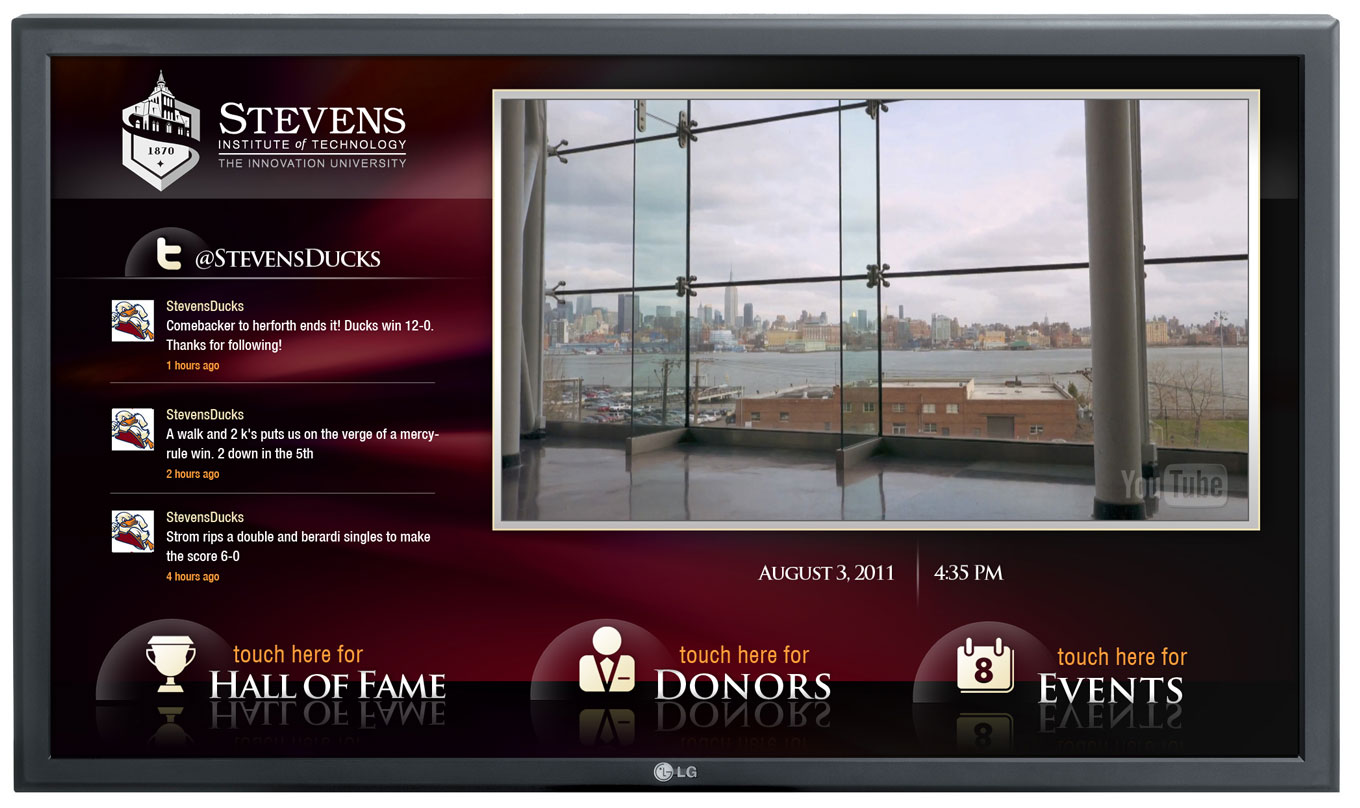 STEVENS
INSTITUTE of TECHNOLOGY
THE INNOVATION UNIVERSITY
1870
@STEVENSDUCKS
StevensDucks
Comebacker to herforth ends it! Ducks win 12-0.
Thanks for following!
1 hours ago
StevensDucks
A walk and 2 k's puts us on the verge of a mercy-
rule win. 2 down in the 5th
2 hours ago
StevensDucks
Strom rips a double and berardi singles to make
the score 6-0
4 hours ago
YouTube
AUGUST 3, 2011
4:35 PM
touch here for
HALL OF FAME
touch here for
DONORS
8
touch here for
EVENTS
LG